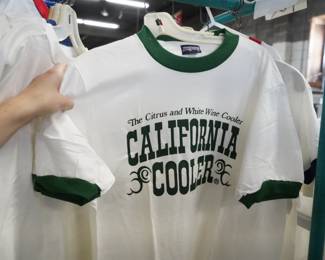 The Citrus and White Wine Cooler
CALIFORNIA
COOLER®